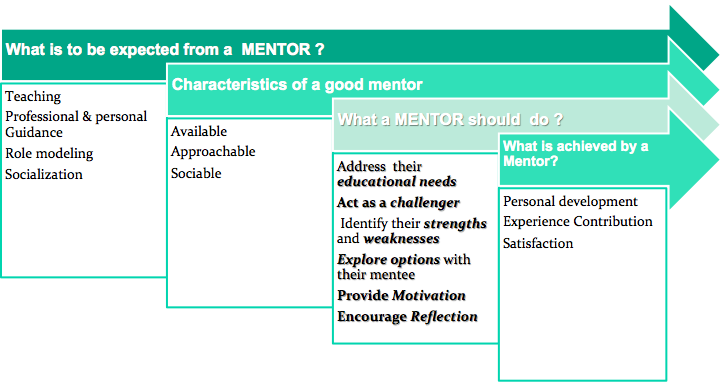 What is to be expected from a MENTOR ?
Teaching
Professional & personal
Guidance
Role modeling
Socialization
Characteristics of a good mentor
Available
Approachable
Sociable
What a MENTOR should do ?
Address their
educational needs
Act as a challenger
Identify their strengths
and weaknesses
Explore options with
their mentee
Provide Motivation
Encourage Reflection
What is achieved by a
Mentor?
Personal development
Experience Contribution
Satisfaction